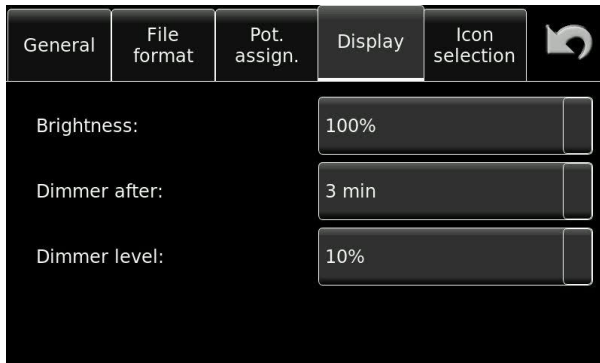 General
File
format
Pot.
assign.
Display
Icon
selection
Brightness:
100%
Dimmer after:
3 min
Dimmer level:
10%